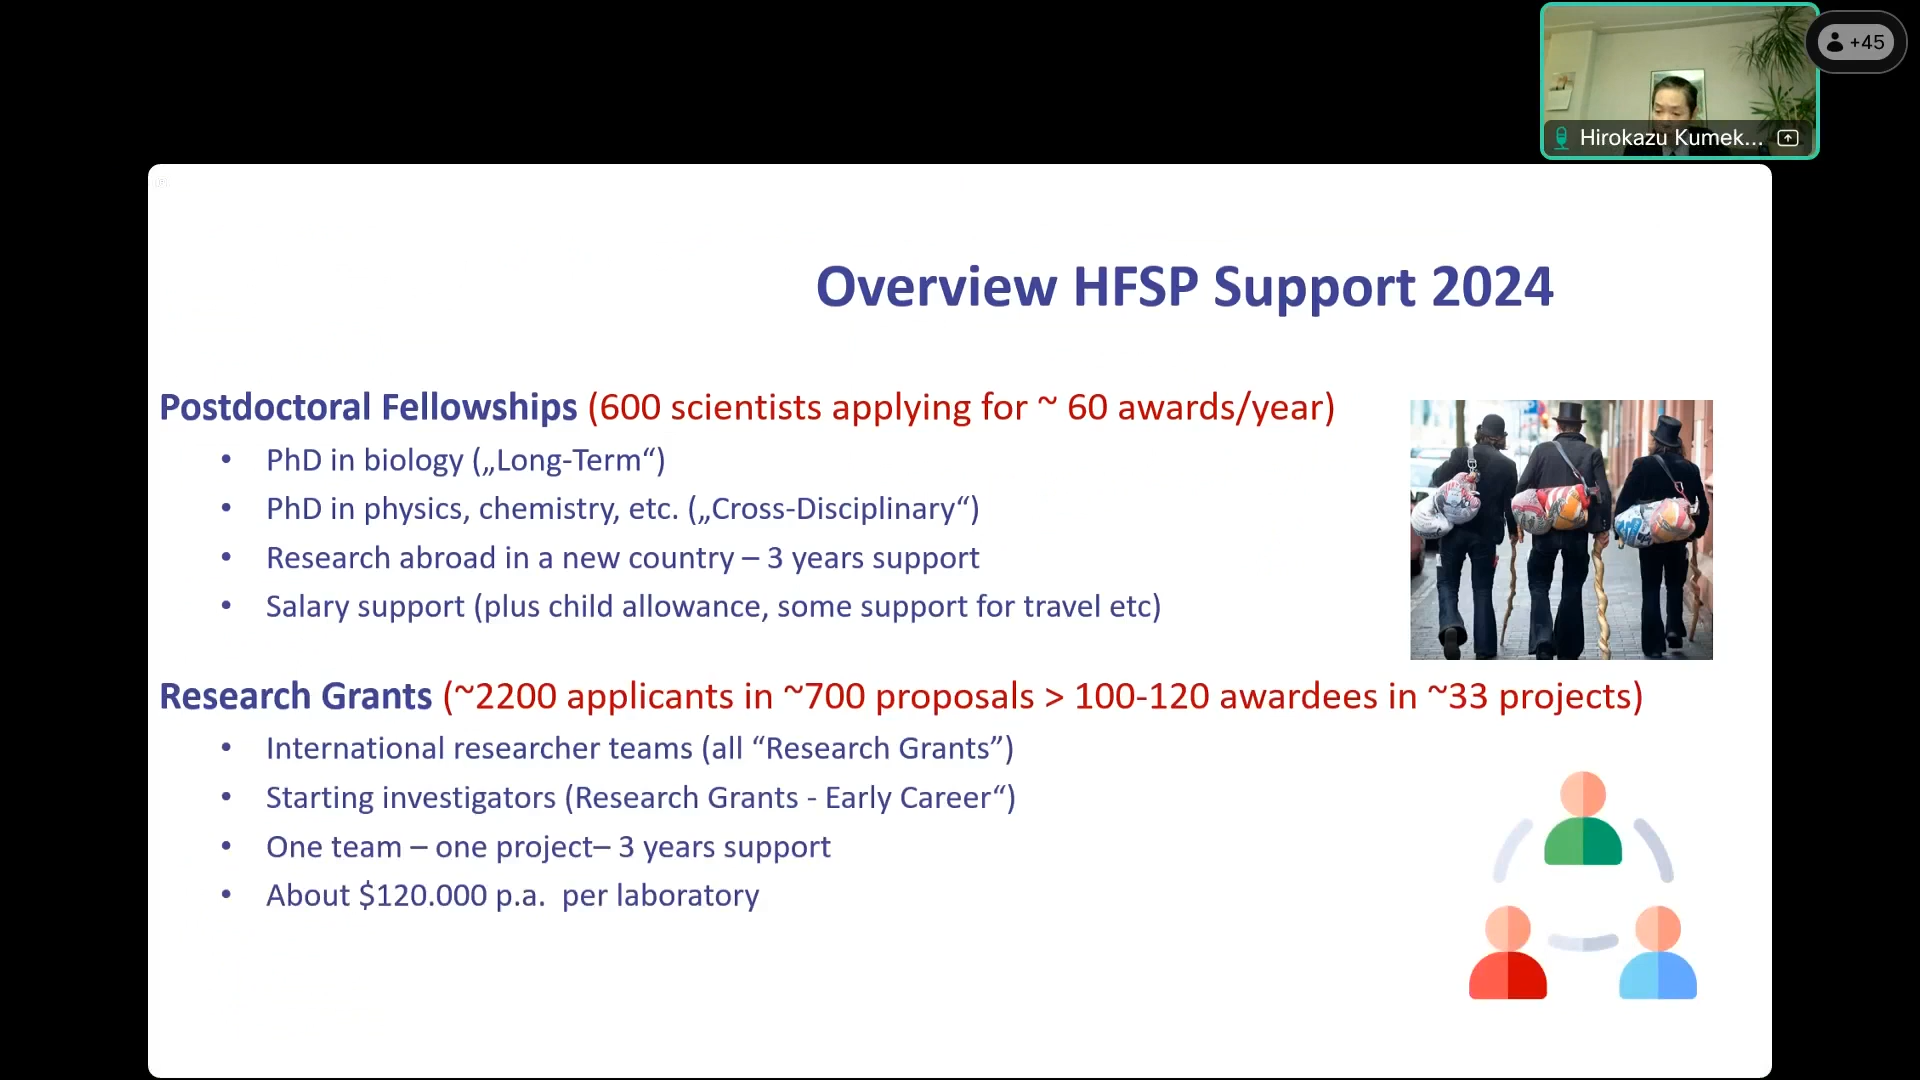 +45
Hirokazu Kumek...
Overview HFSP Support 2024
Postdoctoral Fellowships (600 scientists applying for ~ 60 awards/year)
• PhD in biology („Long-Term“)
• PhD in physics, chemistry, etc. („Cross-Disciplinary“)
• Research abroad in a new country – 3 years support
• Salary support (plus child allowance, some support for travel etc)
Research Grants (~2200 applicants in ~700 proposals > 100-120 awardees in ~33 projects)
• International researcher teams (all “Research Grants”)
• Starting investigators (Research Grants - Early Career“)
• One team – one project– 3 years support
• About $120.000 p.a.  per laboratory